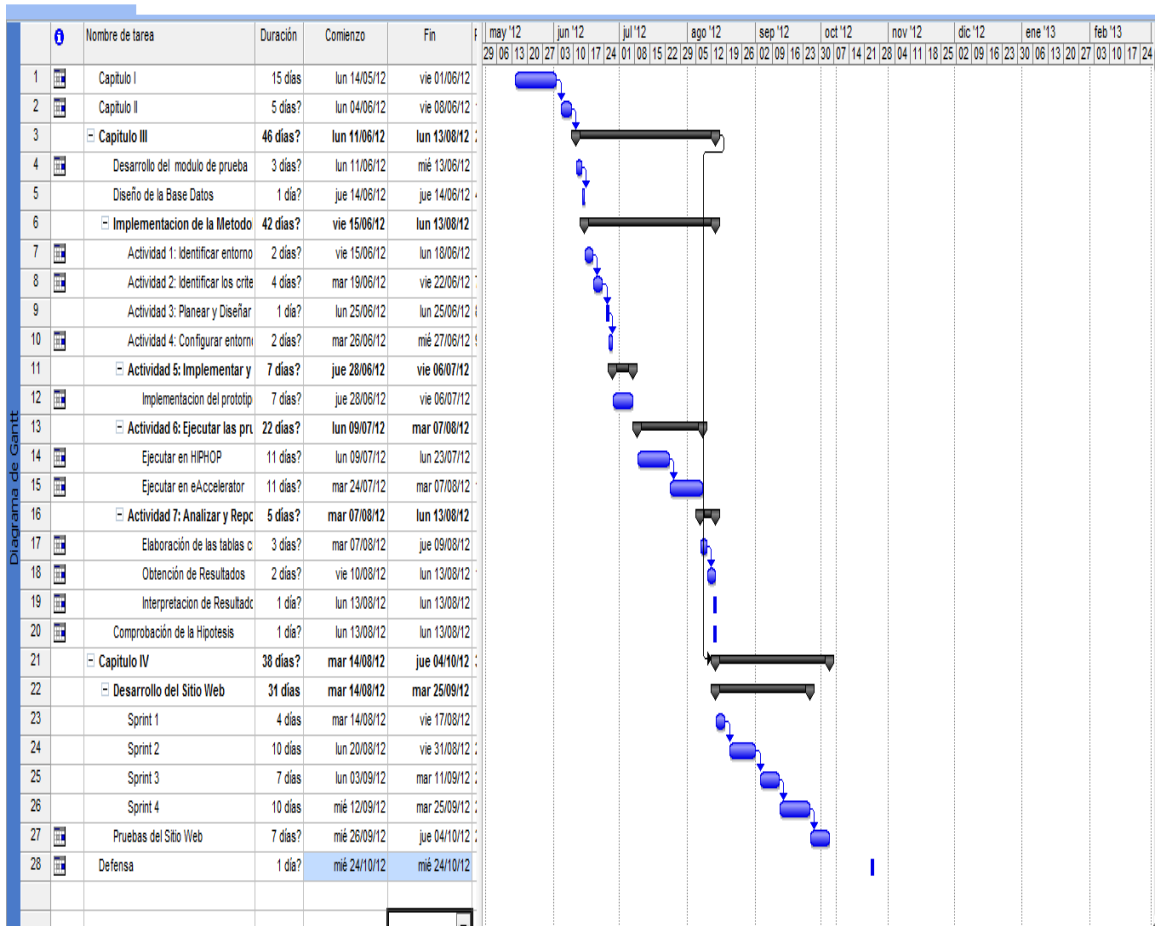 Nombre de tarea Duración Comienzo Fin may '12 jun '12 jul '12 ago '12 sep '12 oct '12 nov '12 dic '12 ene '13 feb '13
29 06 13 20 27 03 10 17 24 01 08 15 22 29 05 12 19 26 02 09 16 23 30 07 14 21 28 04 11 18 25 02 09 16 23 30 06 13 20 27 03 10 17 24
1 Capitulo I 15 días lun 14/05/12 vie 01/06/12
2 Capitulo II 5 días? lun 04/06/12 vie 08/06/12
3 Capitulo III 46 días? lun 11/06/12 lun 13/08/12
4 Desarrollo del modulo de prueba 3 días? lun 11/06/12 mié 13/06/12
5 Diseño de la Base Datos 1 día? jue 14/06/12 jue 14/06/12
6 Implementacion de la Metodo 42 días? vie 15/06/12 lun 13/08/12
7 Actividad 1: Identificar entorno 2 días? vie 15/06/12 lun 18/06/12
8 Actividad 2: Identificar los crite 4 días? mar 19/06/12 vie 22/06/12
9 Actividad 3: Planear y Diseñar 1 día? lun 25/06/12 lun 25/06/12
10 Actividad 4: Configurar entorn 2 días? mar 26/06/12 mié 27/06/12
11 Actividad 5: Implementar y 7 días? jue 28/06/12 vie 06/07/12
12 Implementacion del prototip 7 días? jue 28/06/12 vie 06/07/12
13 Actividad 6: Ejecutar las pru 22 días? lun 09/07/12 mar 07/08/12
14 Ejecutar en HIPHOP 11 días? lun 09/07/12 lun 23/07/12
15 Ejecutar en eAccelerator 11 días? mar 24/07/12 mar 07/08/12
16 Actividad 7: Analizar y Repo 5 días? mar 07/08/12 lun 13/08/12
17 Elaboración de las tablas c 3 días? mar 07/08/12 jue 09/08/12
18 Obtención de Resultados 2 días? vie 10/08/12 lun 13/08/12
19 Interpretacion de Resultado 1 día? lun 13/08/12 lun 13/08/12
20 Comprobación de la Hipotesis 1 día? lun 13/08/12 lun 13/08/12
21 Capitulo IV 38 días? mar 14/08/12 jue 04/10/12
22 Desarrollo del Sitio Web 31 días mar 14/08/12 mar 25/09/12
23 Sprint 1 4 días mar 14/08/12 vie 17/08/12
24 Sprint 2 10 días lun 20/08/12 vie 31/08/12
25 Sprint 3 7 días lun 03/09/12 mar 11/09/12
26 Sprint 4 10 días mié 12/09/12 mar 25/09/12
27 Pruebas del Sitio Web 7 días? mié 26/09/12 jue 04/10/12
28 Defensa 1 día? mié 24/10/12 mié 24/10/12
Diagrama de Gantt